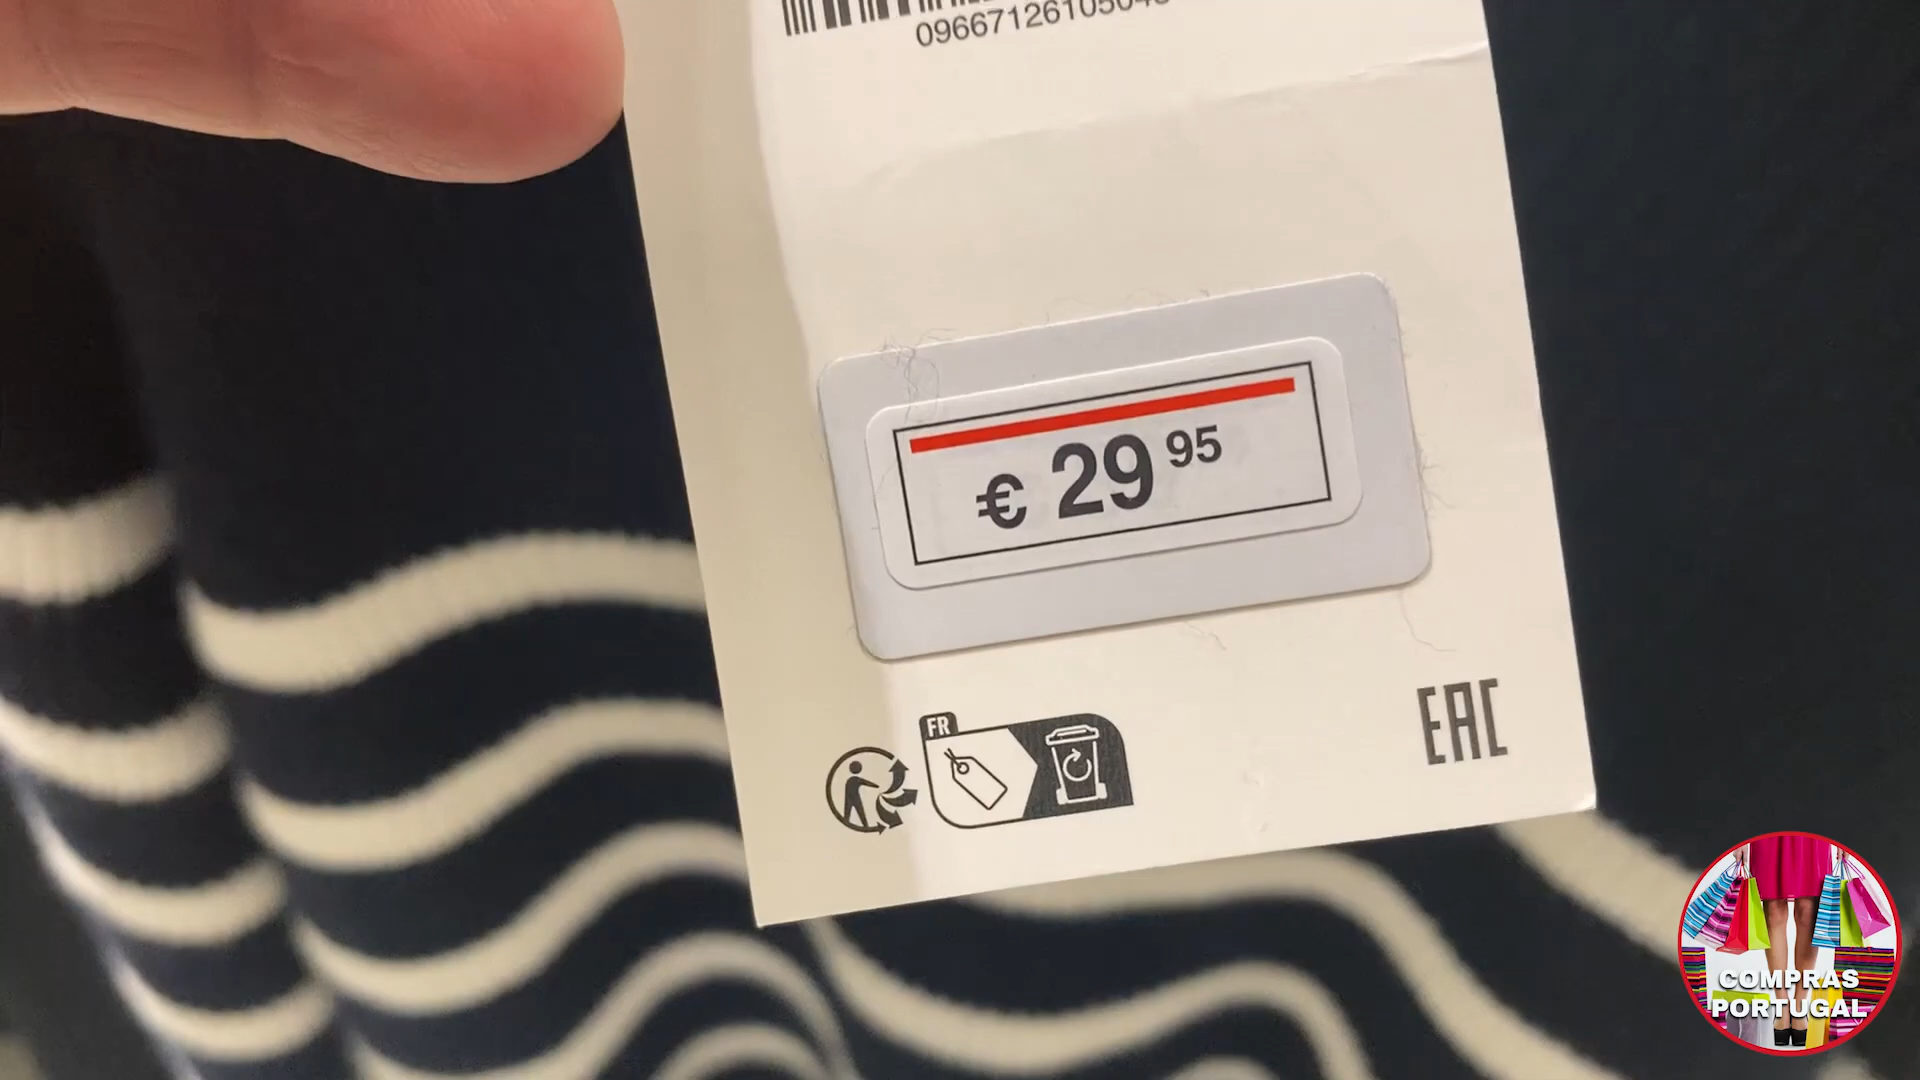 € 29 95
FR
EAC
COMPRAS
PORTUGAL